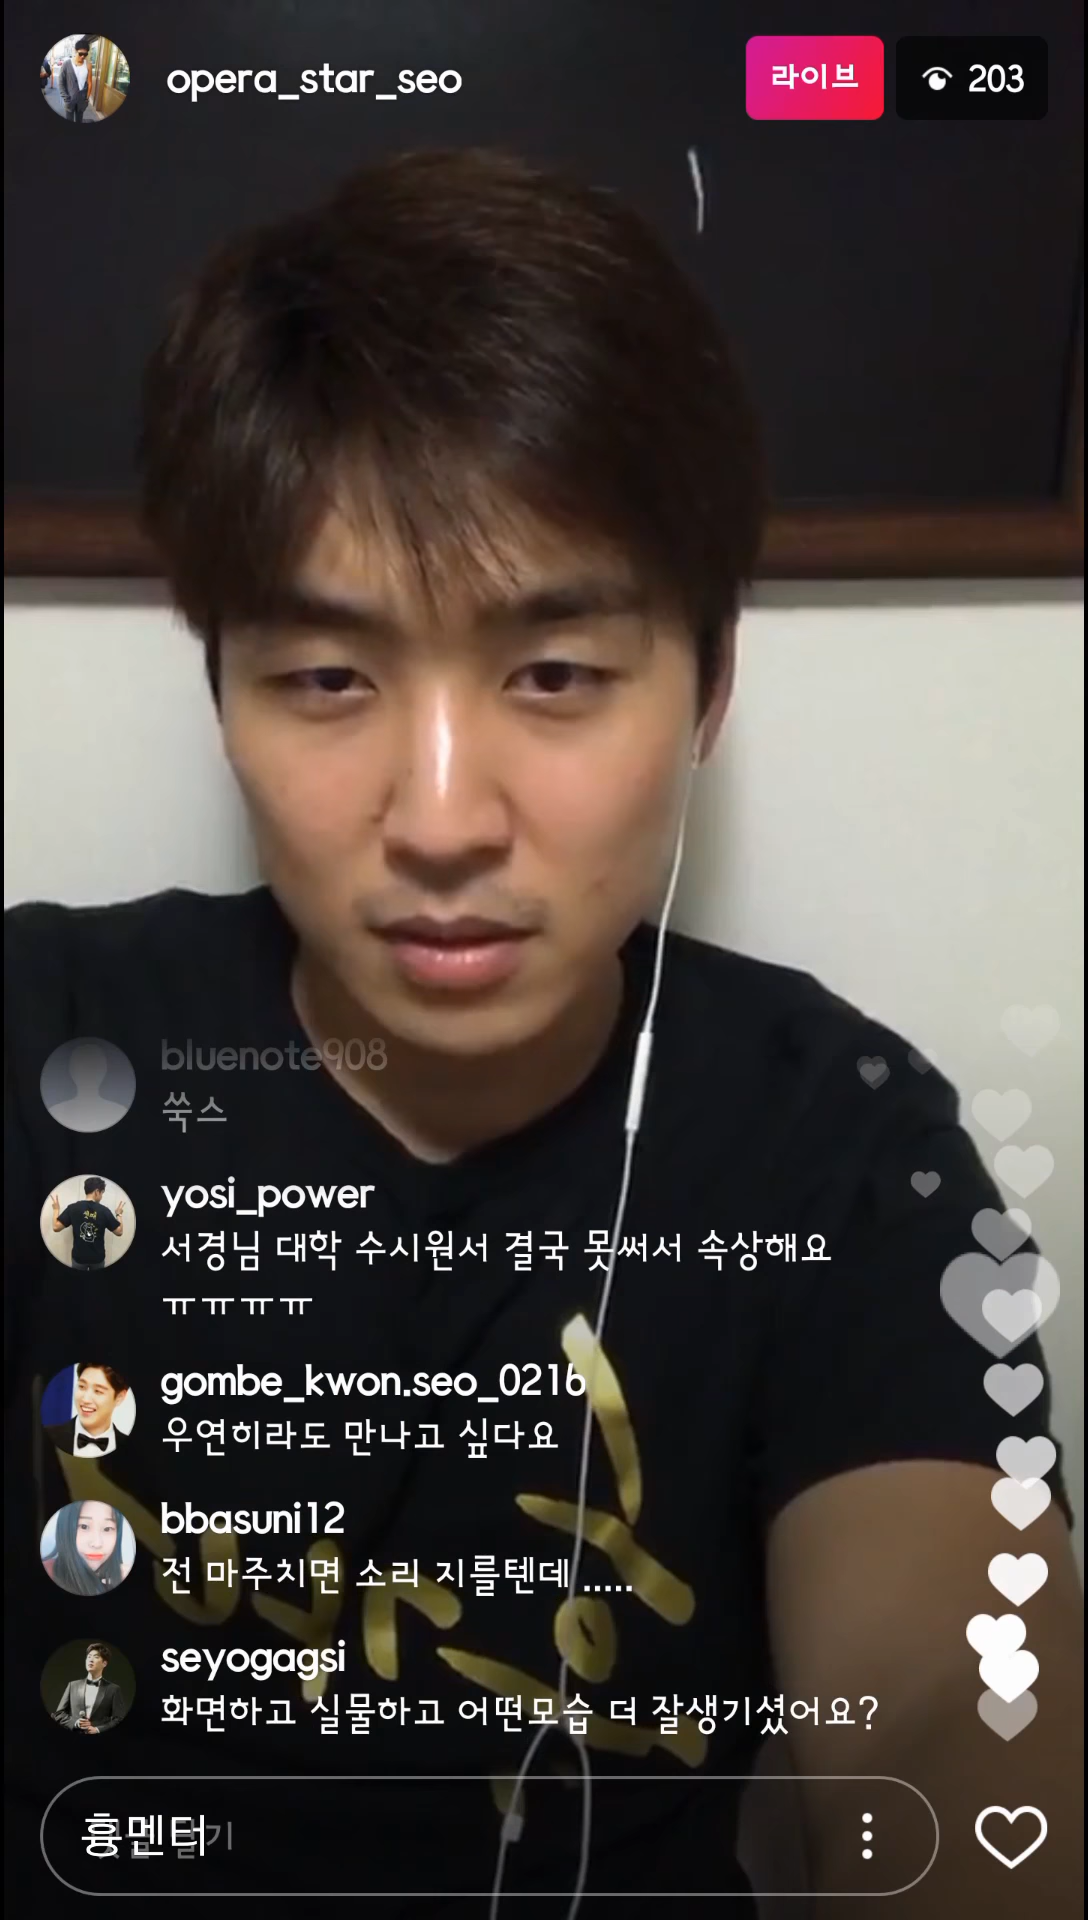 opera_star_seo
라이브
203
bluenote908
쑥스
yosi_power
서경님 대학 수시원서 결국 못써서 속상해요
ㅠㅠㅠㅠ
gombe_kwon.seo_0216
우연히라도 만나고 싶다요
bbasuni12
전 마주치면 소리 지를텐데 .....
seyogagsi
화면하고 실물하고 어떤모습 더 잘생기셨어요?
흉멘터